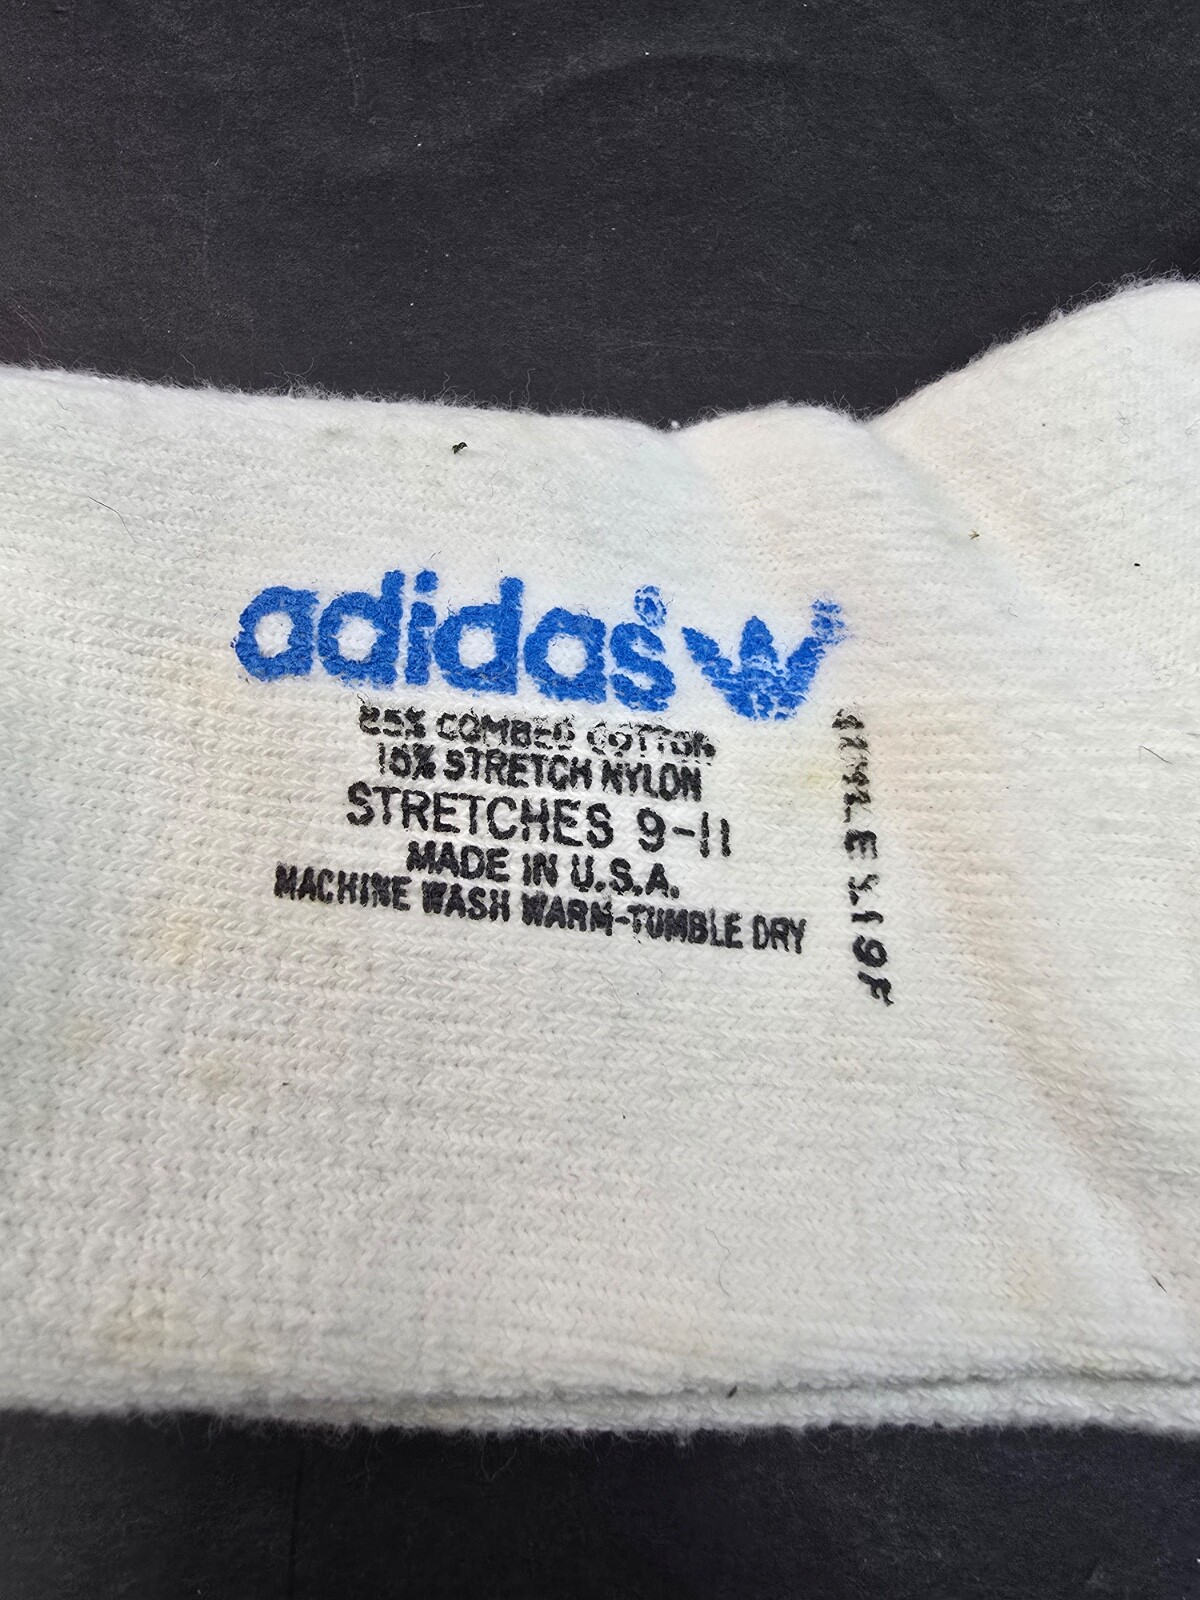 adidas® W®
85% COMBED COTTON
15% STRETCH NYLON
STRETCHES 9-11
MADE IN U.S.A.
MACHINE WASH WARM-TUMBLE DRY